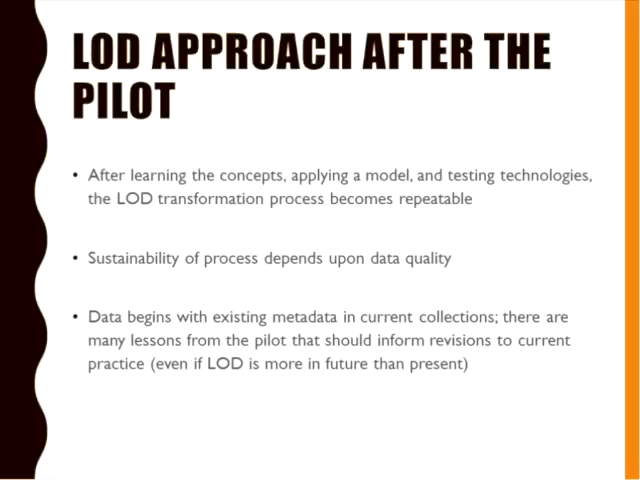 LOD APPROACH AFTER THE
PILOT
• After learning the concepts, applying a model, and testing technologies,
the LOD transformation process becomes repeatable
• Sustainability of process depends upon data quality
• Data begins with existing metadata in current collections; there are
many lessons from the pilot that should inform revisions to current
practice (even if LOD is more in future than present)